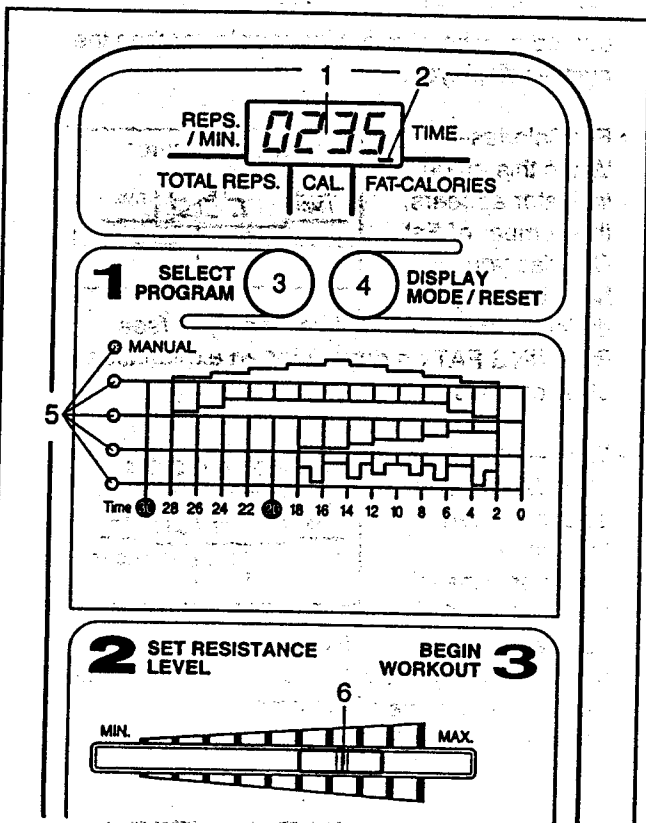 1 2
REPS. / MIN. 0235 TIME
TOTAL REPS. CAL. FAT-CALORIES
1 SELECT PROGRAM 3 4 DISPLAY MODE / RESET
MANUAL
5
Time 30 28 26 24 22 20 18 16 14 12 10 8 6 4 2 0
2 SET RESISTANCE LEVEL BEGIN WORKOUT 3
6
MIN. MAX.